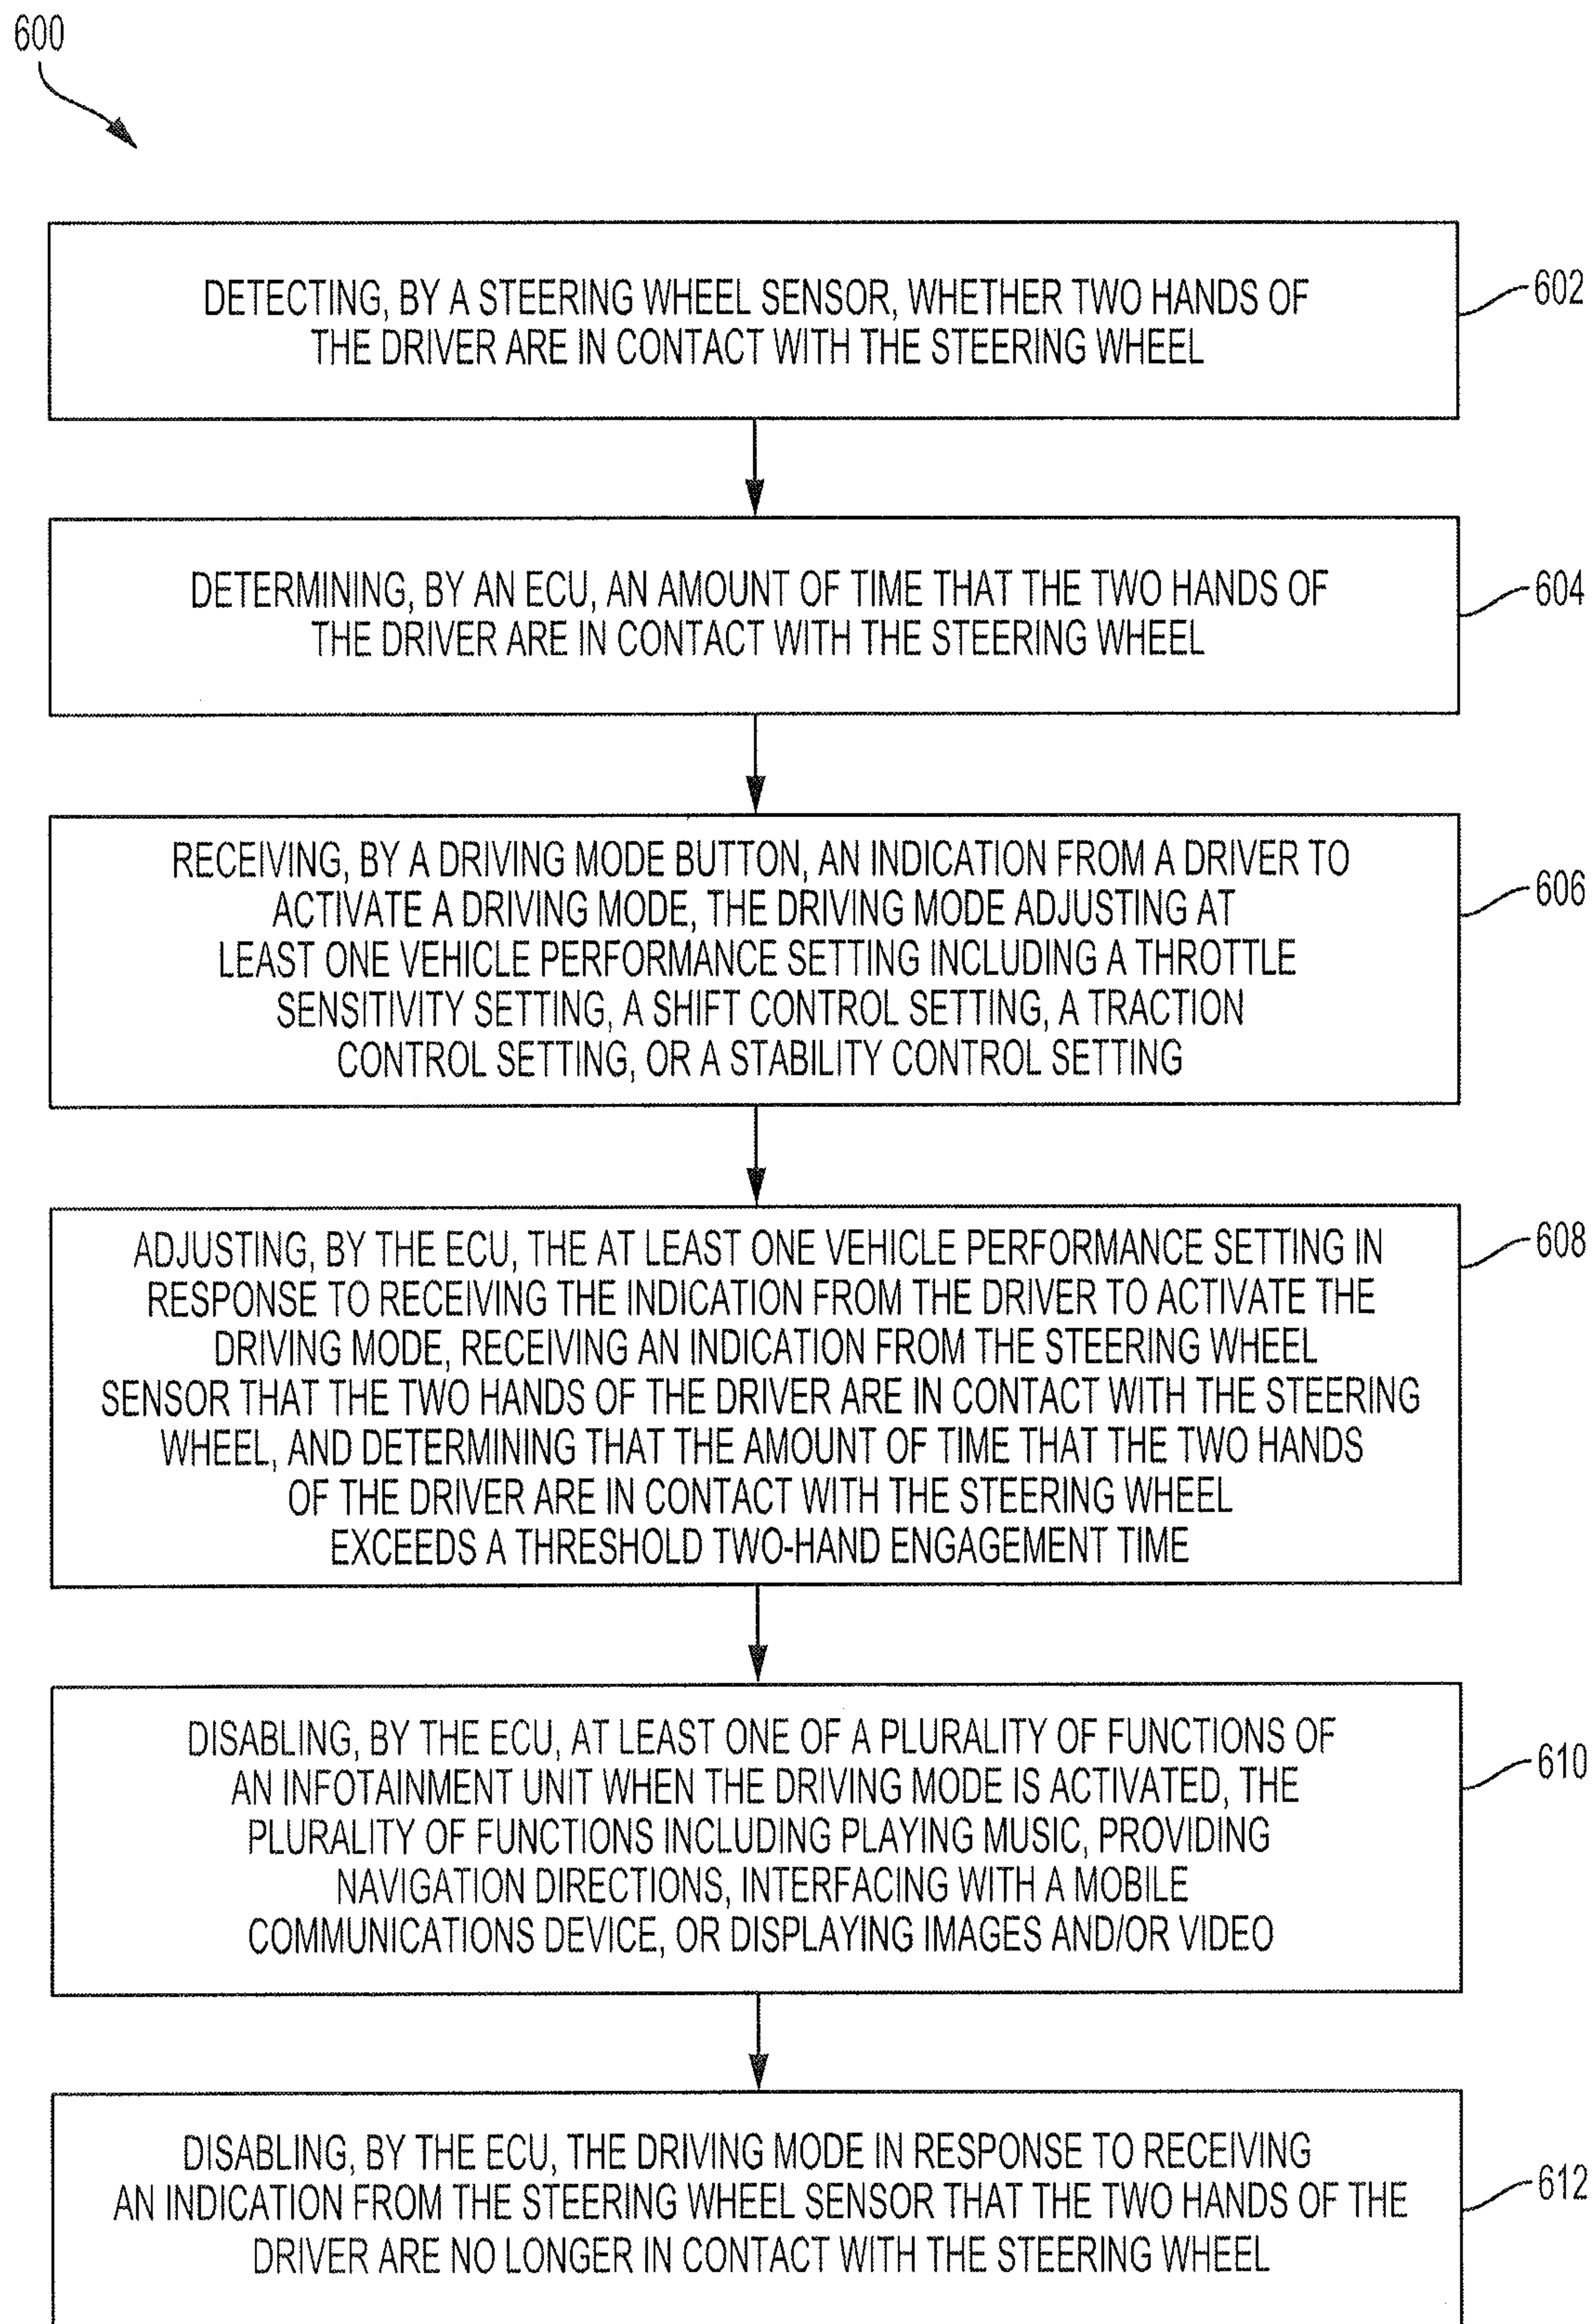 600
DETECTING, BY A STEERING WHEEL SENSOR, WHETHER TWO HANDS OF
THE DRIVER ARE IN CONTACT WITH THE STEERING WHEEL
602
DETERMINING, BY AN ECU, AN AMOUNT OF TIME THAT THE TWO HANDS OF
THE DRIVER ARE IN CONTACT WITH THE STEERING WHEEL
604
RECEIVING, BY A DRIVING MODE BUTTON, AN INDICATION FROM A DRIVER TO
ACTIVATE A DRIVING MODE, THE DRIVING MODE ADJUSTING AT
LEAST ONE VEHICLE PERFORMANCE SETTING INCLUDING A THROTTLE
SENSITIVITY SETTING, A SHIFT CONTROL SETTING, A TRACTION
CONTROL SETTING, OR A STABILITY CONTROL SETTING
606
ADJUSTING, BY THE ECU, THE AT LEAST ONE VEHICLE PERFORMANCE SETTING IN
RESPONSE TO RECEIVING THE INDICATION FROM THE DRIVER TO ACTIVATE THE
DRIVING MODE, RECEIVING AN INDICATION FROM THE STEERING WHEEL
SENSOR THAT THE TWO HANDS OF THE DRIVER ARE IN CONTACT WITH THE STEERING
WHEEL, AND DETERMINING THAT THE AMOUNT OF TIME THAT THE TWO HANDS
OF THE DRIVER ARE IN CONTACT WITH THE STEERING WHEEL
EXCEEDS A THRESHOLD TWO-HAND ENGAGEMENT TIME
608
DISABLING, BY THE ECU, AT LEAST ONE OF A PLURALITY OF FUNCTIONS OF
AN INFOTAINMENT UNIT WHEN THE DRIVING MODE IS ACTIVATED, THE
PLURALITY OF FUNCTIONS INCLUDING PLAYING MUSIC, PROVIDING
NAVIGATION DIRECTIONS, INTERFACING WITH A MOBILE
COMMUNICATIONS DEVICE, OR DISPLAYING IMAGES AND/OR VIDEO
610
DISABLING, BY THE ECU, THE DRIVING MODE IN RESPONSE TO RECEIVING
AN INDICATION FROM THE STEERING WHEEL SENSOR THAT THE TWO HANDS OF THE
DRIVER ARE NO LONGER IN CONTACT WITH THE STEERING WHEEL
612